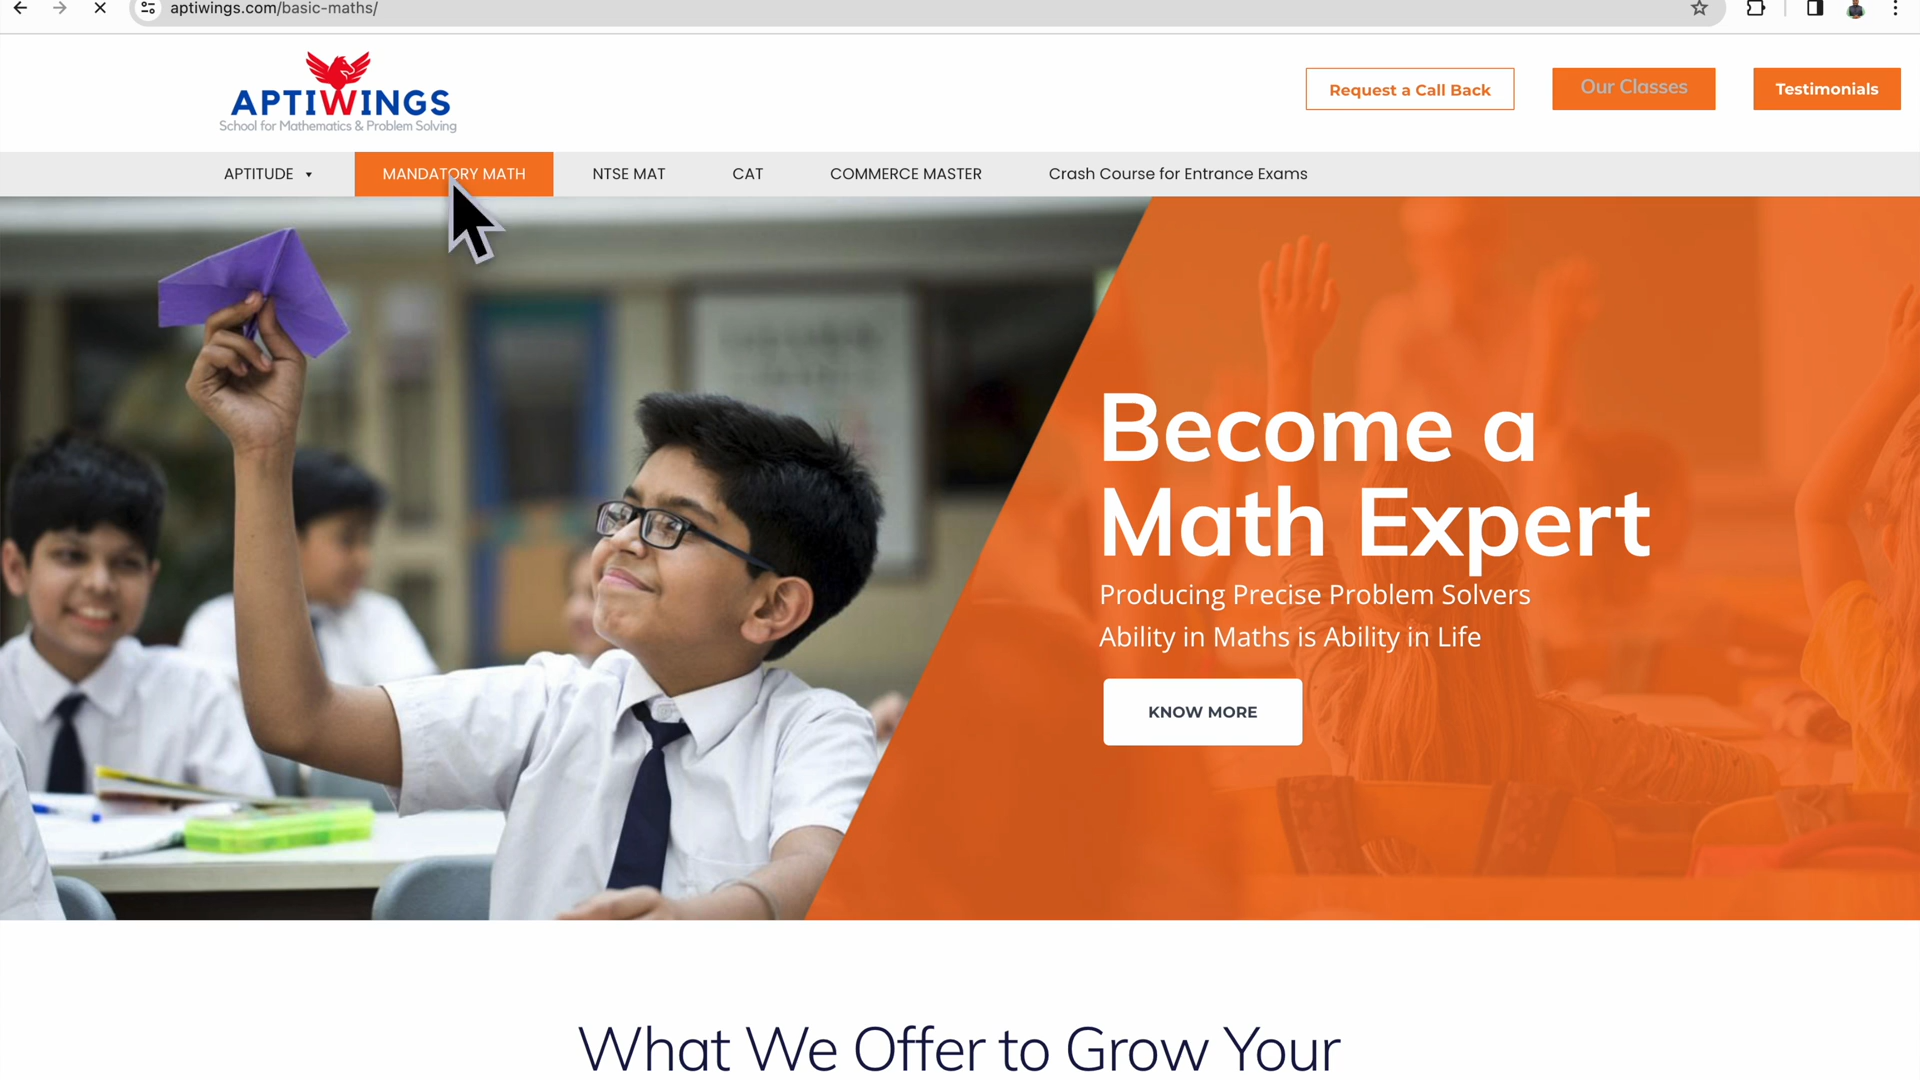 aptiwings.com/basic-maths/
APTIWINGS
School for Mathematics & Problem Solving
Request a Call Back
Our Classes
Testimonials
APTITUDE
MANDATORY MATH
NTSE MAT
CAT
COMMERCE MASTER
Crash Course for Entrance Exams
Become a
Math Expert
Producing Precise Problem Solvers
Ability in Maths is Ability in Life
KNOW MORE
What We Offer to Grow Your